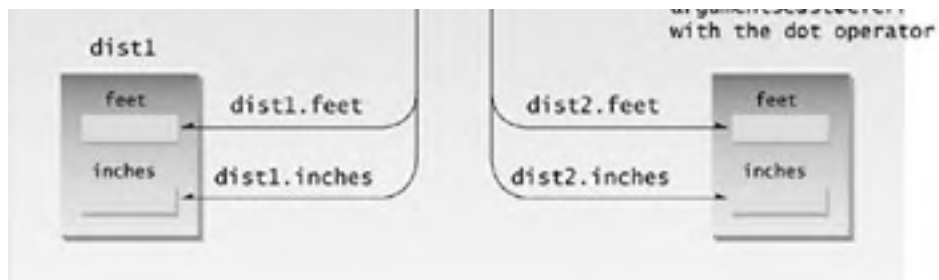 with the dot operator
dist1
feet
dist1.feet
dist2.feet
feet
inches
dist1.inches
dist2.inches
inches